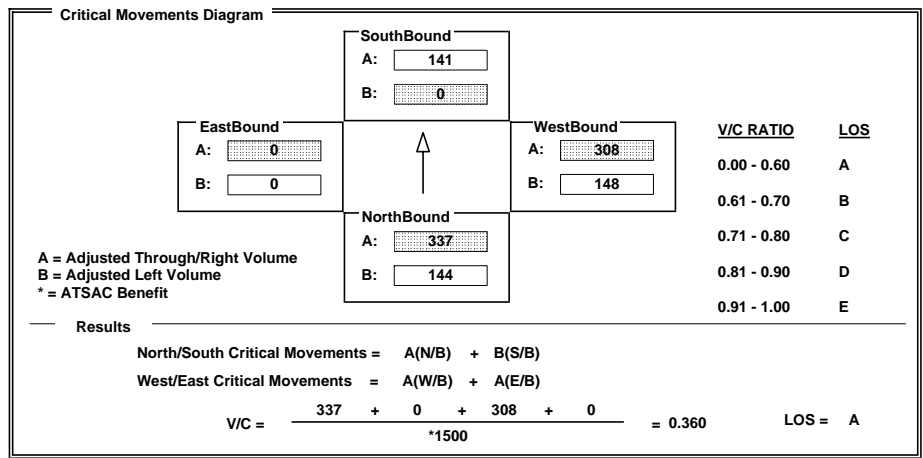 Critical Movements Diagram
SouthBound
A: 141
B: 0
EastBound
A: 0
B: 0
WestBound
A: 308
B: 148
NorthBound
A: 337
B: 144
V/C RATIO LOS
0.00 - 0.60 A
0.61 - 0.70 B
0.71 - 0.80 C
0.81 - 0.90 D
0.91 - 1.00 E
A = Adjusted Through/Right Volume
B = Adjusted Left Volume
* = ATSAC Benefit
Results
North/South Critical Movements = A(N/B) + B(S/B)
West/East Critical Movements = A(W/B) + A(E/B)
337 + 0 + 308 + 0
V/C = = 0.360 LOS = A
*1500